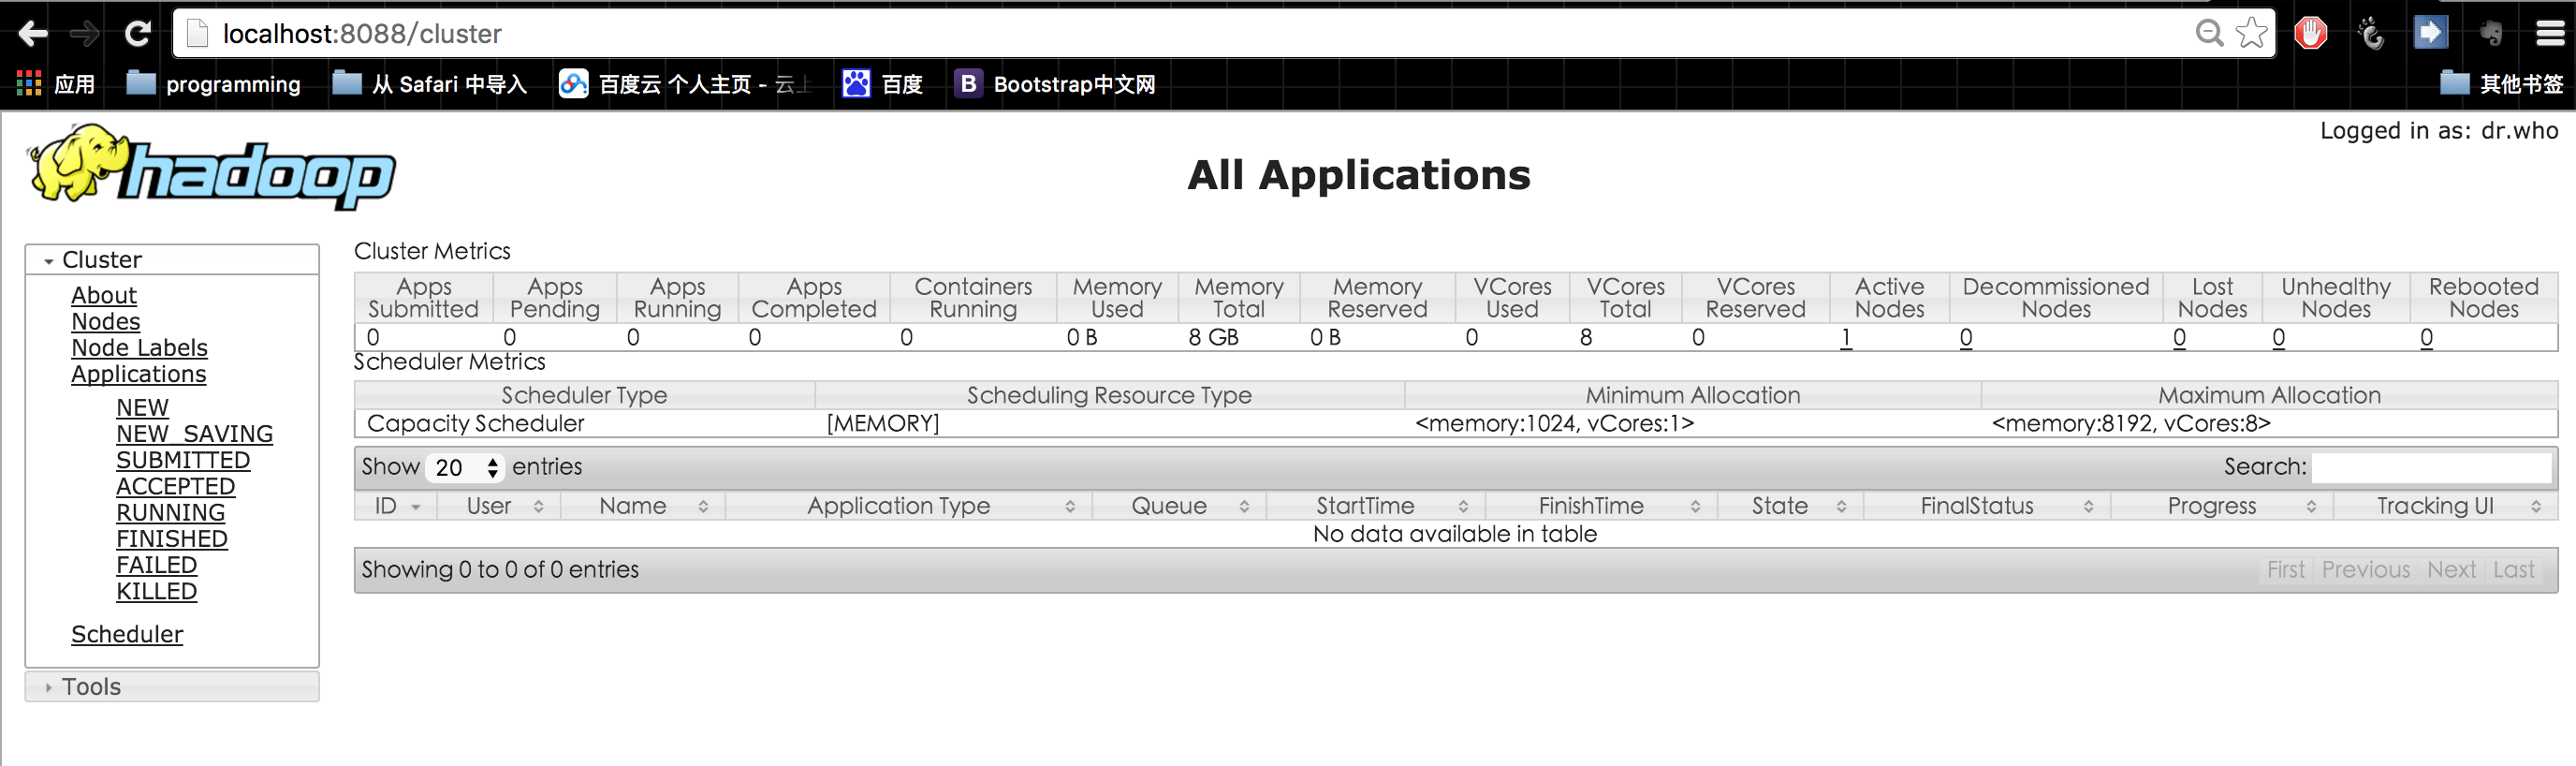 localhost:8088/cluster
应用 programming 从 Safari 中导入 百度云 个人主页 - 云上 百度 B Bootstrap中文网 其他书签
Logged in as: dr.who
hadoop
All Applications
Cluster
About
Nodes
Node Labels
Applications
NEW
NEW_SAVING
SUBMITTED
ACCEPTED
RUNNING
FINISHED
FAILED
KILLED
Scheduler
Tools
Cluster Metrics
Apps Submitted Apps Pending Apps Running Apps Completed Containers Running Memory Used Memory Total Memory Reserved VCores Used VCores Total VCores Reserved Active Nodes Decommissioned Nodes Lost Nodes Unhealthy Nodes Rebooted Nodes
0 0 0 0 0 0 B 8 GB 0 B 0 8 0 1 0 0 0 0
Scheduler Metrics
Scheduler Type Scheduling Resource Type Minimum Allocation Maximum Allocation
Capacity Scheduler [MEMORY] <memory:1024, vCores:1> <memory:8192, vCores:8>
Show 20 entries Search:
ID User Name Application Type Queue StartTime FinishTime State FinalStatus Progress Tracking UI
No data available in table
Showing 0 to 0 of 0 entries First Previous Next Last